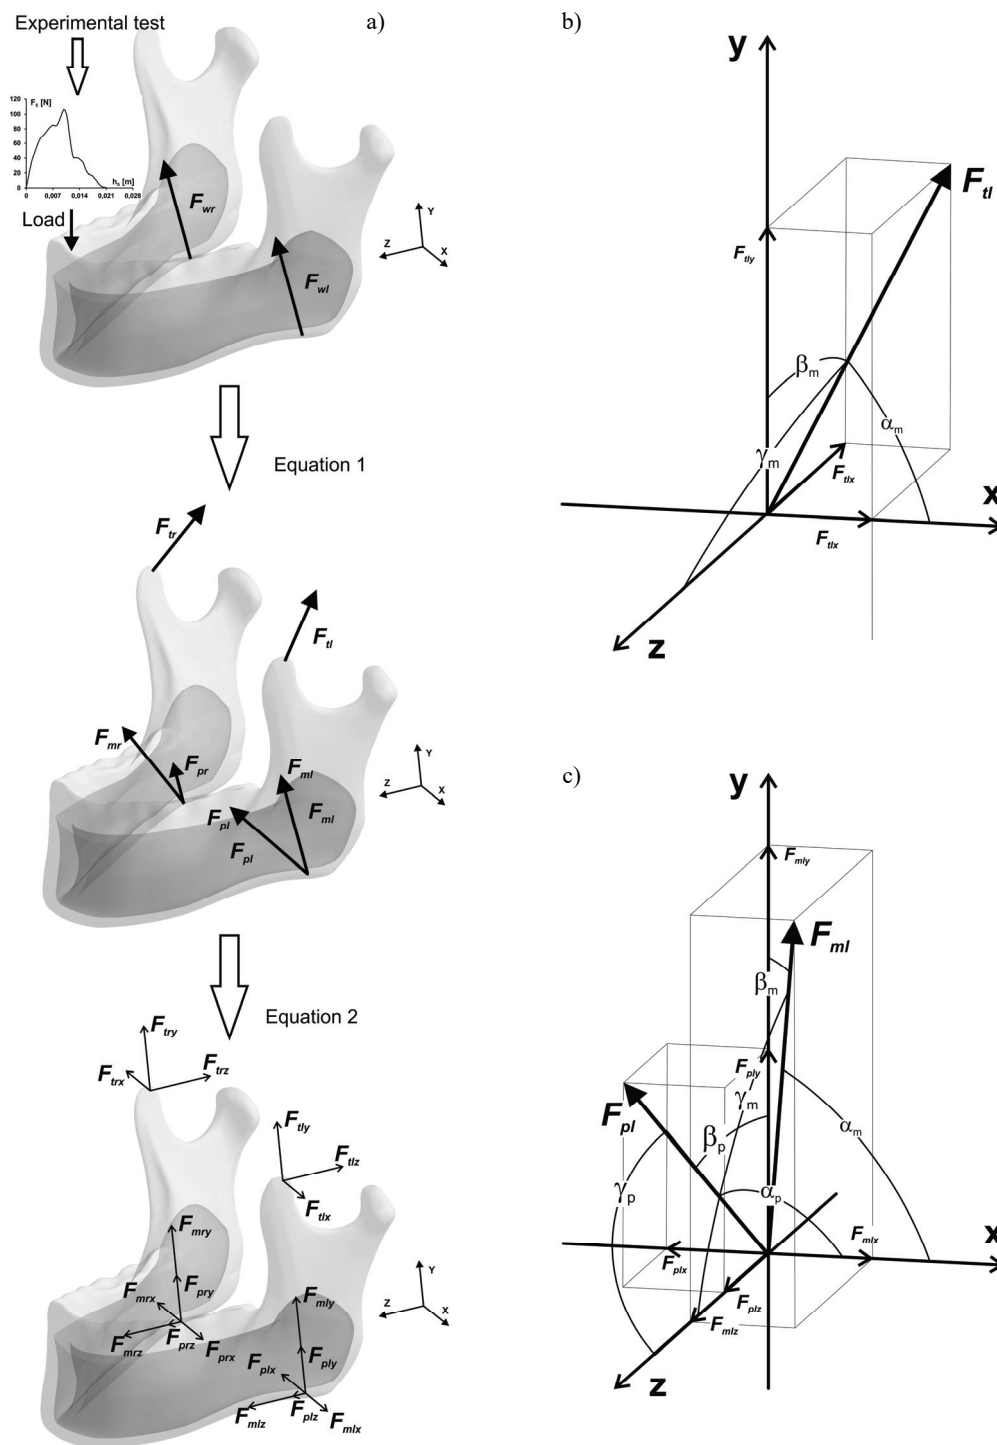 Experimental test
a)
F_s [N]
120
100
80
60
40
20
0
h_s [m]
0 0,007 0,014 0,021 0,028
Load
F_wr
F_wl
Y
Z
X
Equation 1
F_tr
F_tl
F_mr
F_pr
F_ml
F_pl
F_ml
F_pl
Y
Z
X
Equation 2
F_try
F_trx
F_trz
F_tly
F_tlz
F_tlx
F_mry
F_mrx
F_pry
F_mrz
F_prz
F_prx
F_mly
F_ply
F_plx
F_plz
F_mlz
F_mlx
Y
Z
X
b)
y
F_tl
F_tly
β_m
α_m
γ_m
F_tlx
x
F_tlx
z
c)
y
F_mly
F_ml
β_m
F_ply
γ_m
F_pl
β_p
α_m
γ_p
α_p
F_mlx
x
F_plx
F_plz
F_mlz
z